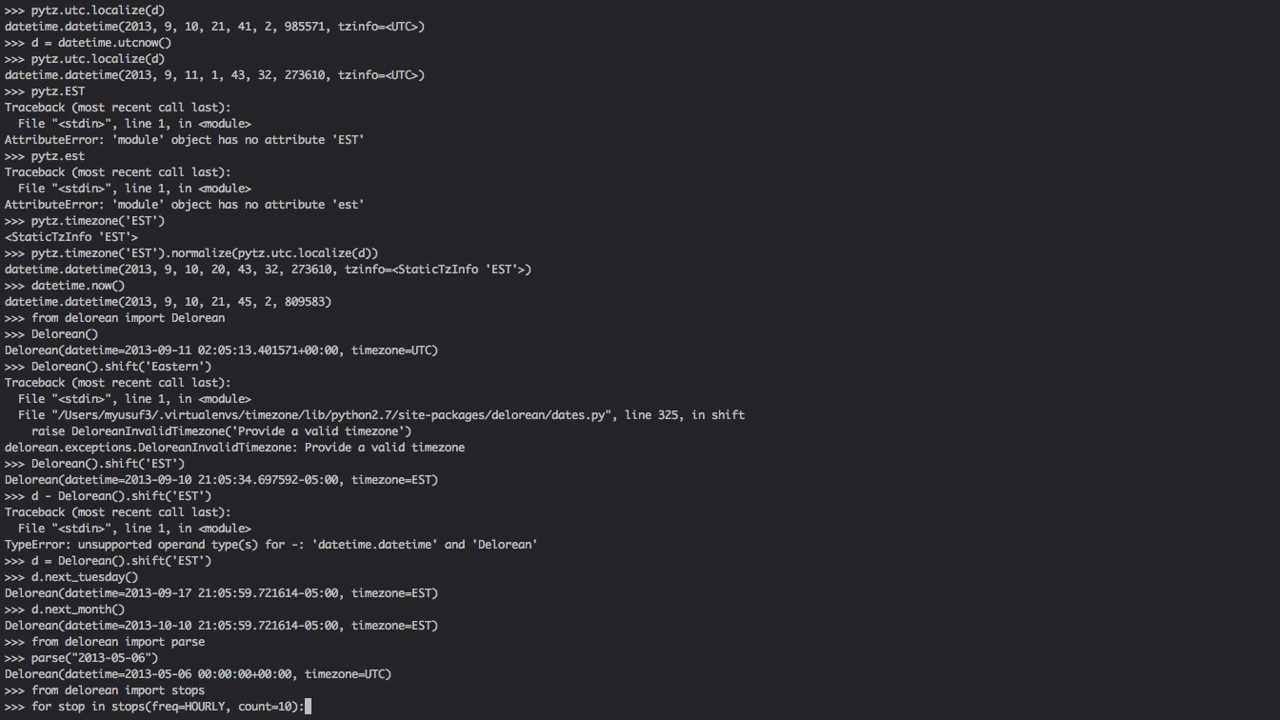 >>> pytz.utc.localize(d)
datetime.datetime(2013, 9, 10, 21, 41, 2, 985571, tzinfo=<UTC>)
>>> d = datetime.utcnow()
>>> pytz.utc.localize(d)
datetime.datetime(2013, 9, 11, 1, 43, 32, 273610, tzinfo=<UTC>)
>>> pytz.EST
Traceback (most recent call last):
  File "<stdin>", line 1, in <module>
AttributeError: 'module' object has no attribute 'EST'
>>> pytz.est
Traceback (most recent call last):
  File "<stdin>", line 1, in <module>
AttributeError: 'module' object has no attribute 'est'
>>> pytz.timezone('EST')
<StaticTzInfo 'EST'>
>>> pytz.timezone('EST').normalize(pytz.utc.localize(d))
datetime.datetime(2013, 9, 10, 20, 43, 32, 273610, tzinfo=<StaticTzInfo 'EST'>)
>>> datetime.now()
datetime.datetime(2013, 9, 10, 21, 45, 2, 809583)
>>> from delorean import Delorean
>>> Delorean()
Delorean(datetime=2013-09-11 02:05:13.401571+00:00, timezone=UTC)
>>> Delorean().shift('Eastern')
Traceback (most recent call last):
  File "<stdin>", line 1, in <module>
  File "/Users/myusuf3/.virtualenvs/timezone/lib/python2.7/site-packages/delorean/dates.py", line 325, in shift
    raise DeloreanInvalidTimezone('Provide a valid timezone')
delorean.exceptions.DeloreanInvalidTimezone: Provide a valid timezone
>>> Delorean().shift('EST')
Delorean(datetime=2013-09-10 21:05:34.697592-05:00, timezone=EST)
>>> d - Delorean().shift('EST')
Traceback (most recent call last):
  File "<stdin>", line 1, in <module>
TypeError: unsupported operand type(s) for -: 'datetime.datetime' and 'Delorean'
>>> d = Delorean().shift('EST')
>>> d.next_tuesday()
Delorean(datetime=2013-09-17 21:05:59.721614-05:00, timezone=EST)
>>> d.next_month()
Delorean(datetime=2013-10-10 21:05:59.721614-05:00, timezone=EST)
>>> from delorean import parse
>>> parse("2013-05-06")
Delorean(datetime=2013-05-06 00:00:00+00:00, timezone=UTC)
>>> from delorean import stops
>>> for stop in stops(freq=HOURLY, count=10):